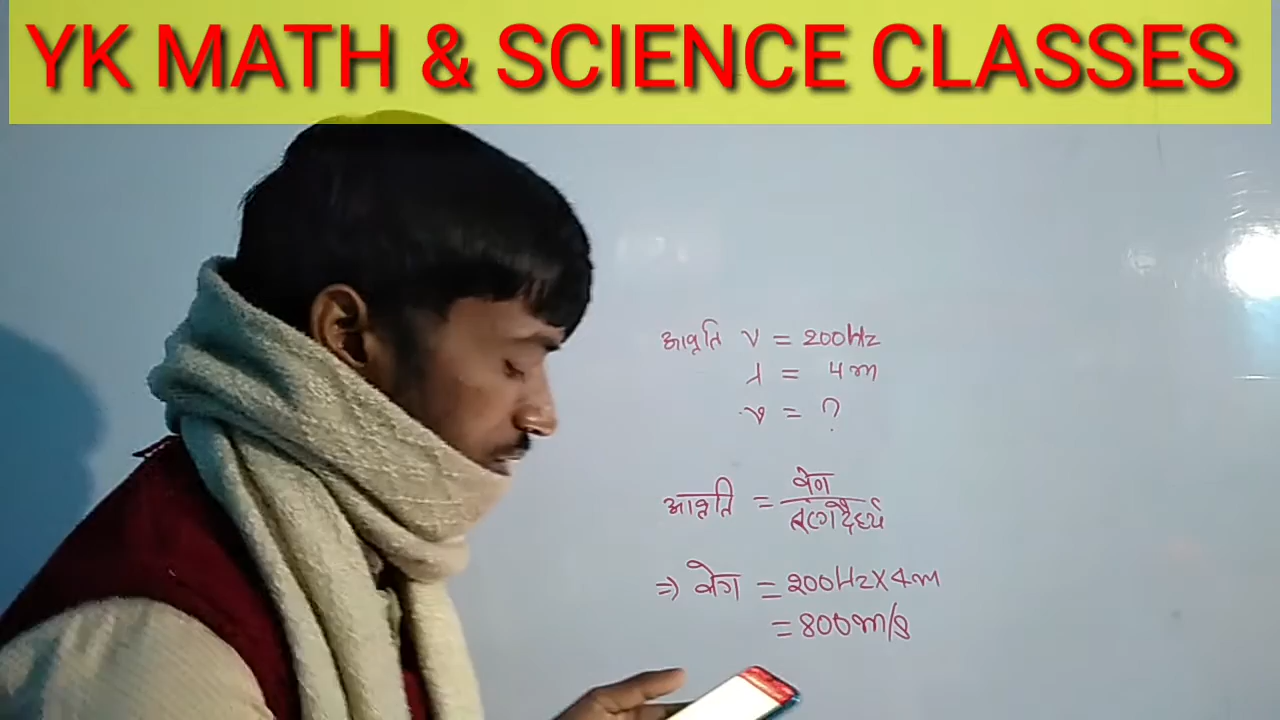 YK MATH & SCIENCE CLASSES
आवृति ν = 200Hz
λ = 4m
v = ?
आवृति = वेग / तरंगदैर्ध्य
⇒ वेग = 200Hz×4m
= 800m/s